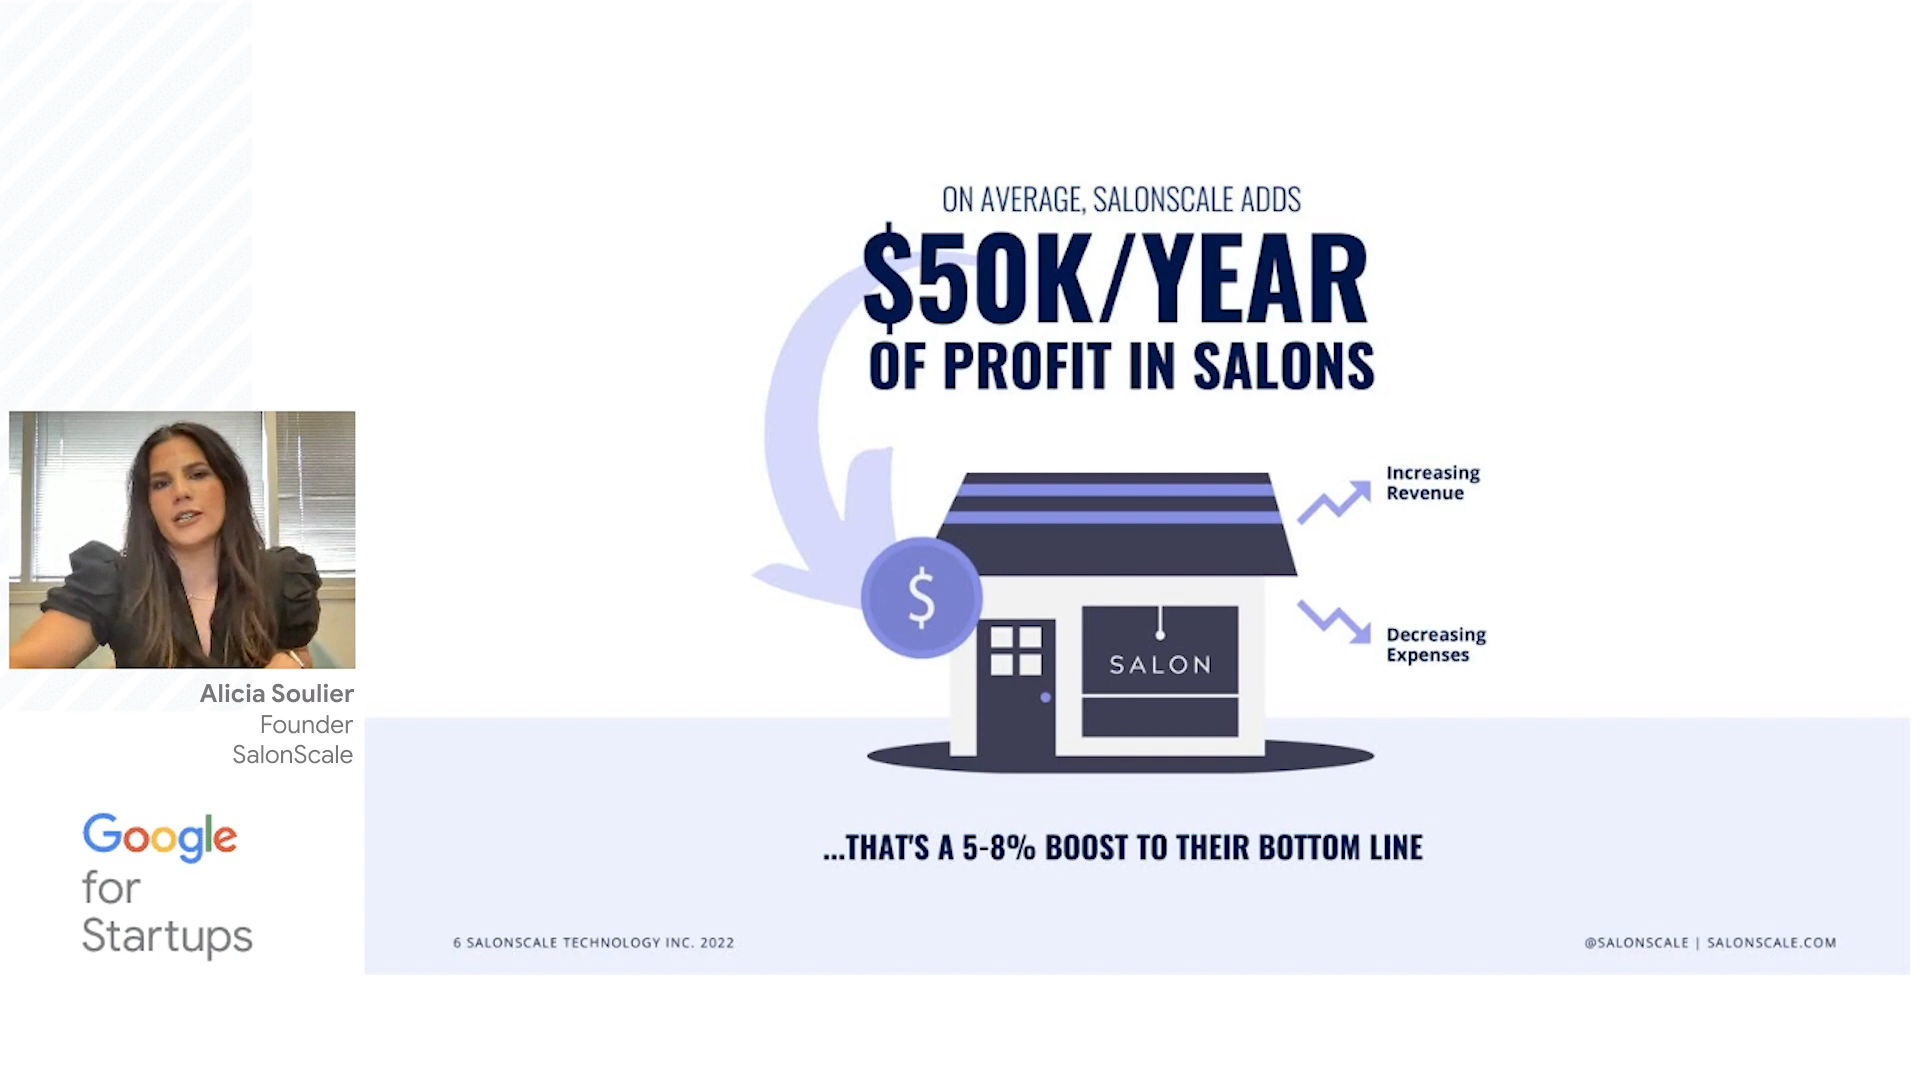 ON AVERAGE, SALONSCALE ADDS
$50K/YEAR
OF PROFIT IN SALONS
Increasing
Revenue
$
SALON
Decreasing
Expenses
Alicia Soulier
Founder
SalonScale
Google
for
Startups
...THAT'S A 5-8% BOOST TO THEIR BOTTOM LINE
6 SALONSCALE TECHNOLOGY INC. 2022
@SALONSCALE | SALONSCALE.COM